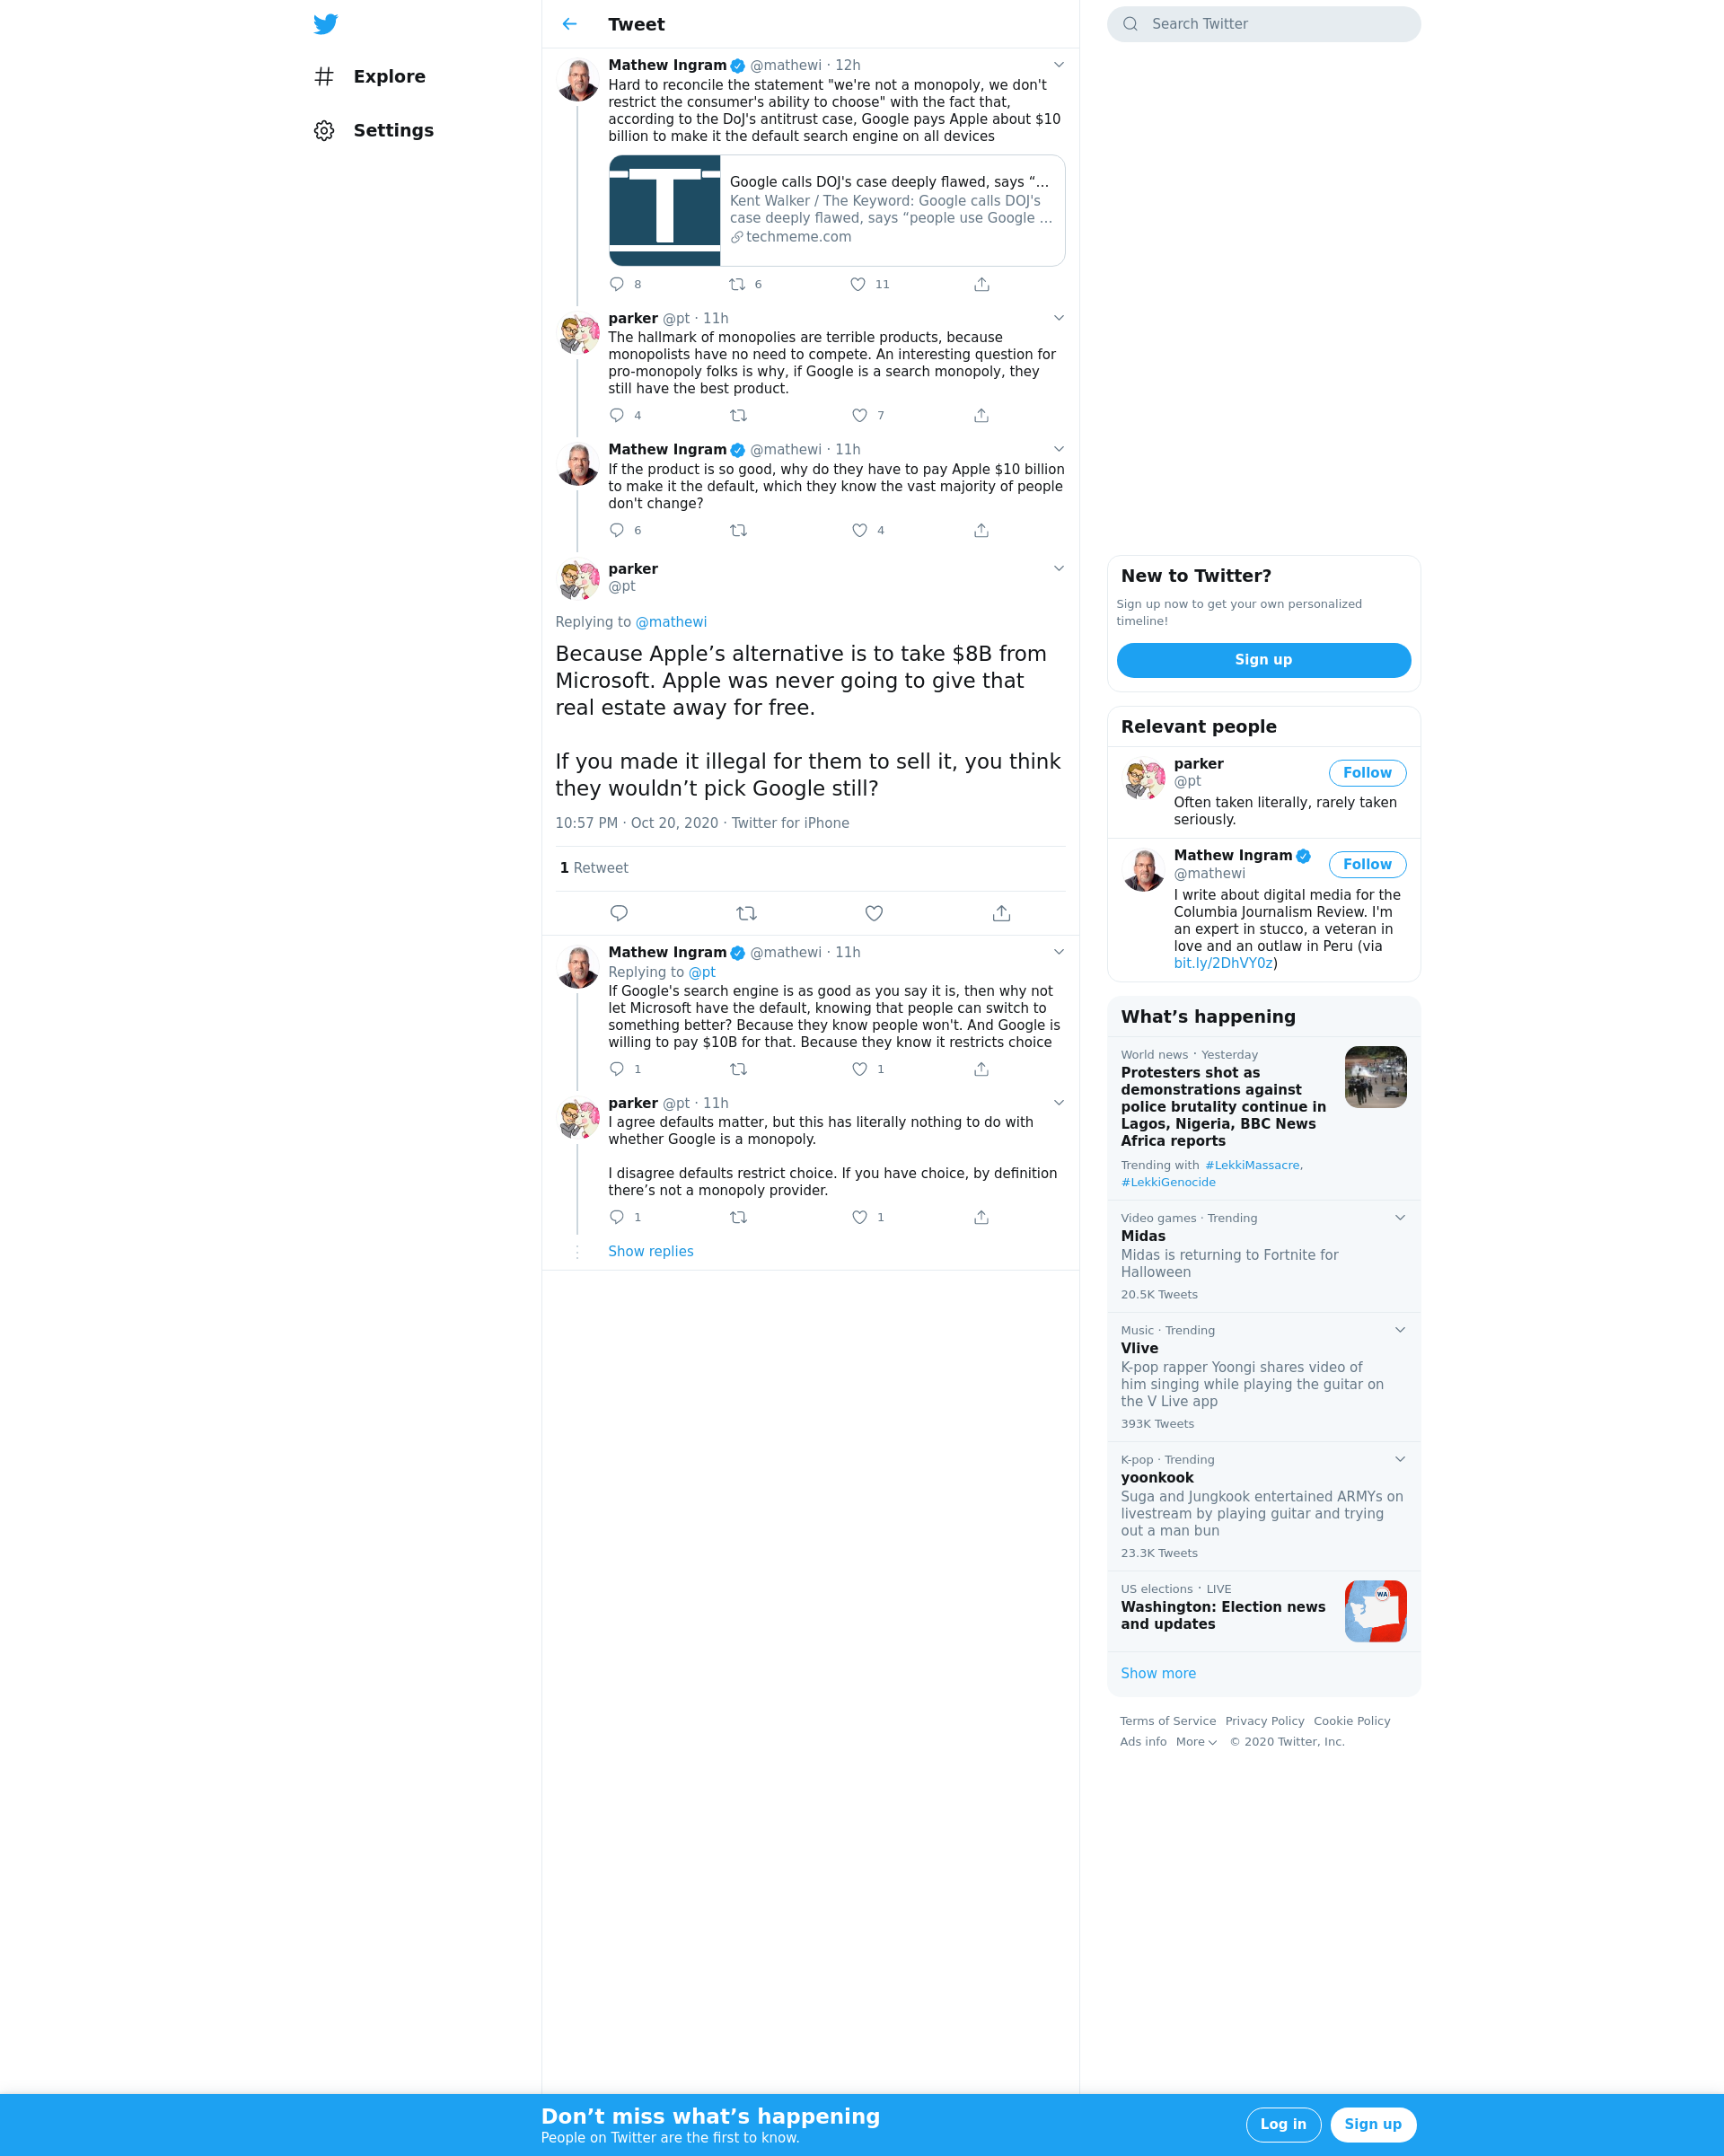 Explore
Settings
Tweet
Mathew Ingram @mathewi · 12h
Hard to reconcile the statement "we're not a monopoly, we don't
restrict the consumer's ability to choose" with the fact that,
according to the DoJ's antitrust case, Google pays Apple about $10
billion to make it the default search engine on all devices
T
Google calls DOJ's case deeply flawed, says “…
Kent Walker / The Keyword: Google calls DOJ's
case deeply flawed, says “people use Google …
techmeme.com
8 6 11
parker @pt · 11h
The hallmark of monopolies are terrible products, because
monopolists have no need to compete. An interesting question for
pro-monopoly folks is why, if Google is a search monopoly, they
still have the best product.
4 7
Mathew Ingram @mathewi · 11h
If the product is so good, why do they have to pay Apple $10 billion
to make it the default, which they know the vast majority of people
don't change?
6 4
parker
@pt
Replying to @mathewi
Because Apple’s alternative is to take $8B from
Microsoft. Apple was never going to give that
real estate away for free.
If you made it illegal for them to sell it, you think
they wouldn’t pick Google still?
10:57 PM · Oct 20, 2020 · Twitter for iPhone
1 Retweet
Mathew Ingram @mathewi · 11h
Replying to @pt
If Google's search engine is as good as you say it is, then why not
let Microsoft have the default, knowing that people can switch to
something better? Because they know people won't. And Google is
willing to pay $10B for that. Because they know it restricts choice
1 1
parker @pt · 11h
I agree defaults matter, but this has literally nothing to do with
whether Google is a monopoly.
I disagree defaults restrict choice. If you have choice, by definition
there’s not a monopoly provider.
1 1
Show replies
Search Twitter
New to Twitter?
Sign up now to get your own personalized
timeline!
Sign up
Relevant people
parker
@pt
Follow
Often taken literally, rarely taken
seriously.
Mathew Ingram
@mathewi
Follow
I write about digital media for the
Columbia Journalism Review. I'm
an expert in stucco, a veteran in
love and an outlaw in Peru (via
bit.ly/2DhVY0z)
What’s happening
World news · Yesterday
Protesters shot as
demonstrations against
police brutality continue in
Lagos, Nigeria, BBC News
Africa reports
Trending with #LekkiMassacre,
#LekkiGenocide
Video games · Trending
Midas
Midas is returning to Fortnite for
Halloween
20.5K Tweets
Music · Trending
Vlive
K-pop rapper Yoongi shares video of
him singing while playing the guitar on
the V Live app
393K Tweets
K-pop · Trending
yoonkook
Suga and Jungkook entertained ARMYs on
livestream by playing guitar and trying
out a man bun
23.3K Tweets
US elections · LIVE
Washington: Election news
and updates
WA
Show more
Terms of Service Privacy Policy Cookie Policy
Ads info More © 2020 Twitter, Inc.
Don’t miss what’s happening
People on Twitter are the first to know.
Log in
Sign up